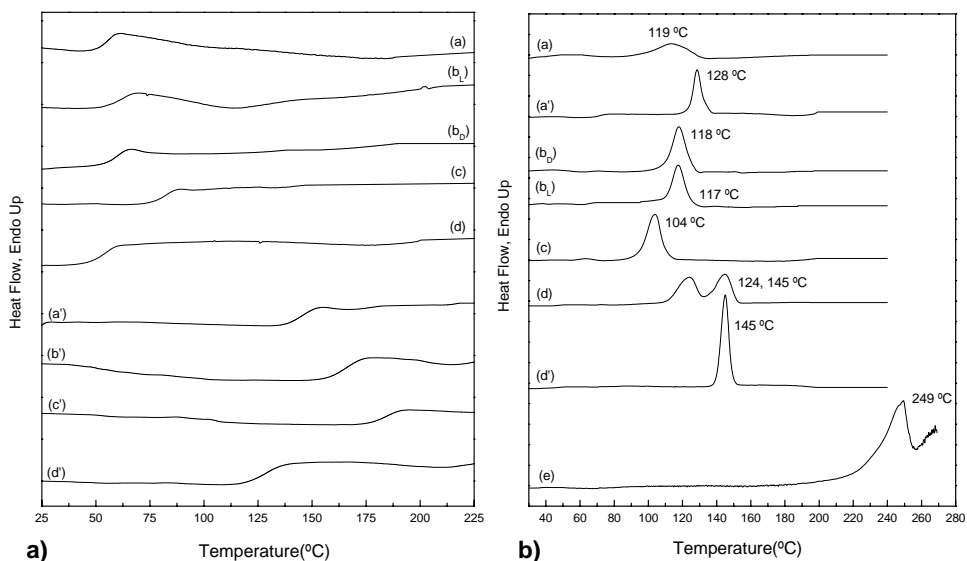 (a)
(b_L)
(b_D)
(c)
(d)
(a')
(b')
(c')
(d')
Heat Flow, Endo Up
25 50 75 100 125 150 175 200 225
a) Temperature(ºC)
(a) 119 ºC
128 ºC
(a')
118 ºC
(b_D)
(b_L) 117 ºC
104 ºC
(c)
124, 145 ºC
(d)
145 ºC
(d')
249 ºC
(e)
Heat Flow, Endo Up
40 60 80 100 120 140 160 180 200 220 240 260 280
b) Temperature(ºC)